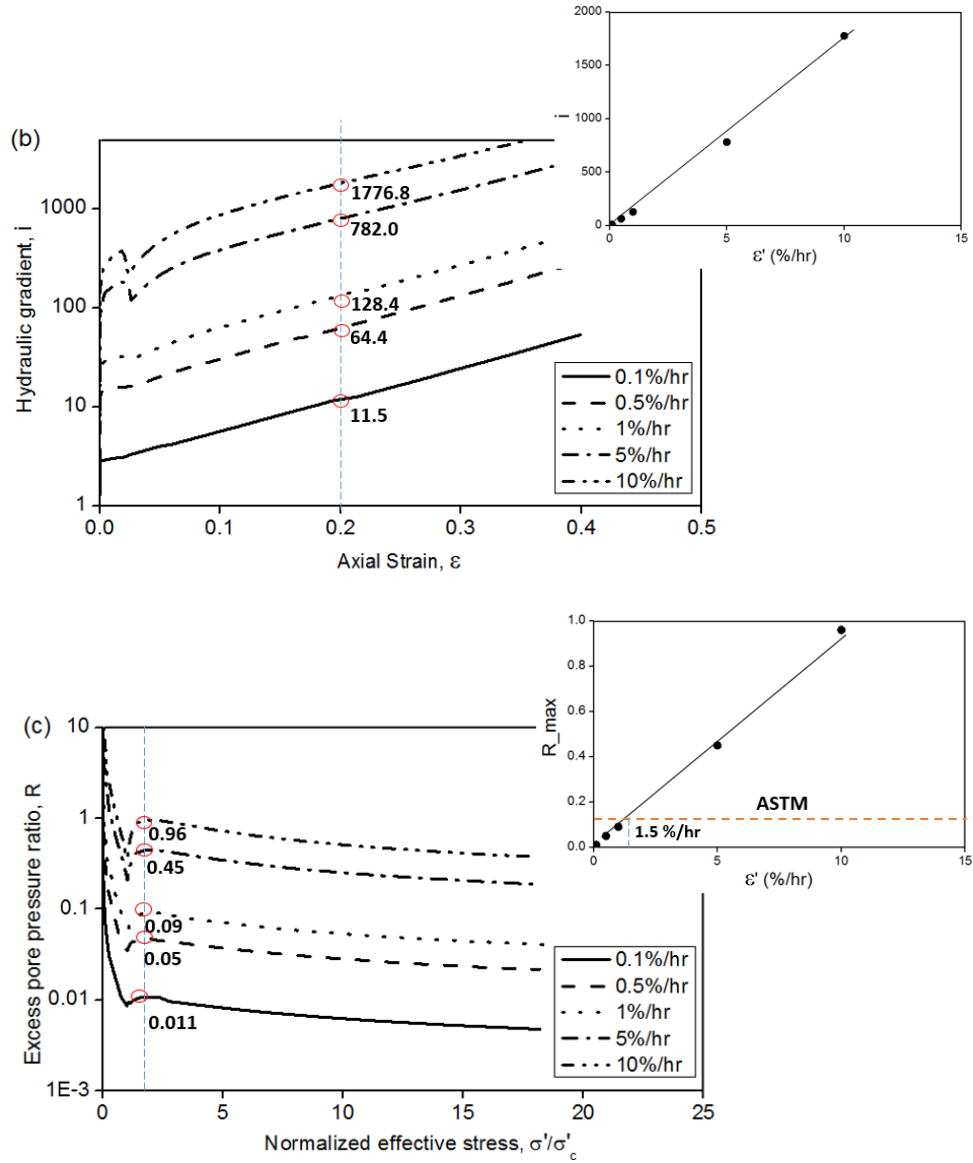 2000
1500
1000
500
0
i
0
5
10
15
ε' (%/hr)
(b)
1000
100
10
1
Hydraulic gradient, i
1776.8
782.0
128.4
64.4
11.5
0.1%/hr
0.5%/hr
1%/hr
5%/hr
10%/hr
0.0
0.1
0.2
0.3
0.4
0.5
Axial Strain, ε
1.0
0.8
0.6
0.4
0.2
0.0
R_max
ASTM
1.5 %/hr
0
5
10
15
ε' (%/hr)
(c)
10
1
0.1
0.01
1E-3
Excess pore pressure ratio, R
0.96
0.45
0.09
0.05
0.011
0.1%/hr
0.5%/hr
1%/hr
5%/hr
10%/hr
0
5
10
15
20
25
Normalized effective stress, σ'/σ'c